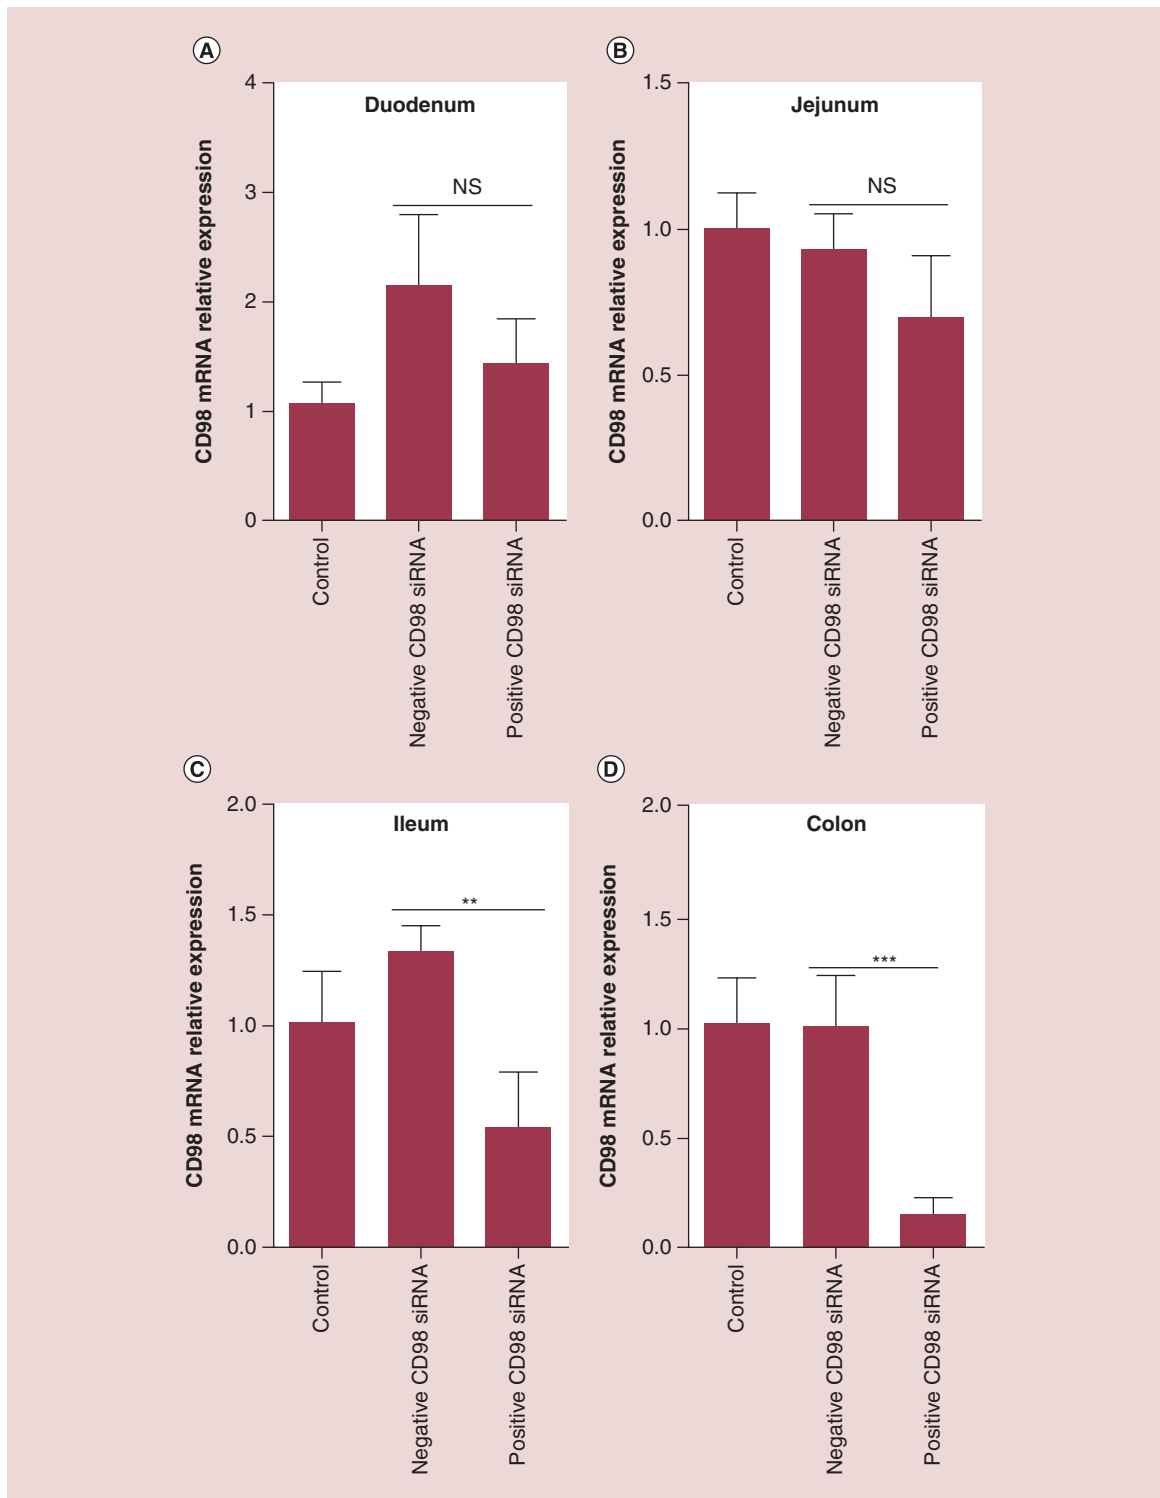 A
Duodenum
CD98 mRNA relative expression
4
3
2
1
0
NS
Control
Negative CD98 siRNA
Positive CD98 siRNA
B
Jejunum
CD98 mRNA relative expression
1.5
1.0
0.5
0.0
NS
Control
Negative CD98 siRNA
Positive CD98 siRNA
C
Ileum
CD98 mRNA relative expression
2.0
1.5
1.0
0.5
0.0
**
Control
Negative CD98 siRNA
Positive CD98 siRNA
D
Colon
CD98 mRNA relative expression
2.0
1.5
1.0
0.5
0.0
***
Control
Negative CD98 siRNA
Positive CD98 siRNA